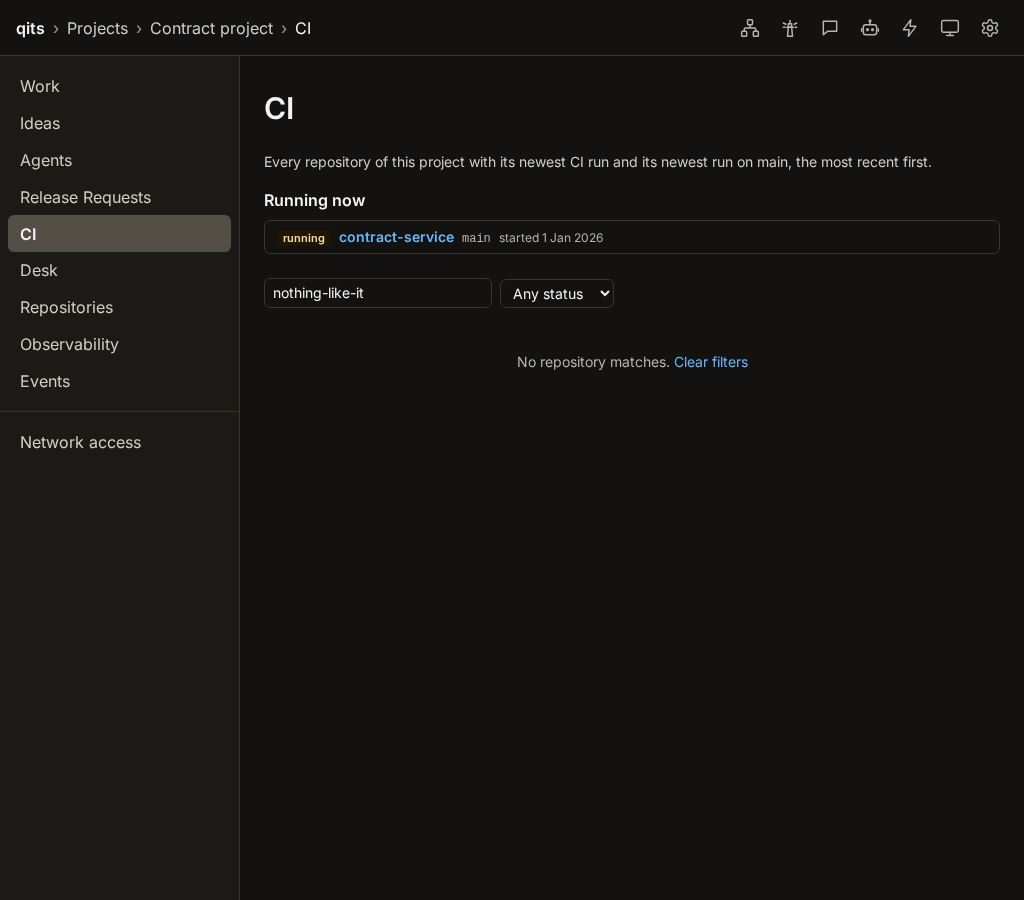 qits › Projects › Contract project › CI
Work
Ideas
Agents
Release Requests
CI
Desk
Repositories
Observability
Events
Network access
CI
Every repository of this project with its newest CI run and its newest run on main, the most recent first.
Running now
running contract-service main started 1 Jan 2026
nothing-like-it Any status
No repository matches. Clear filters